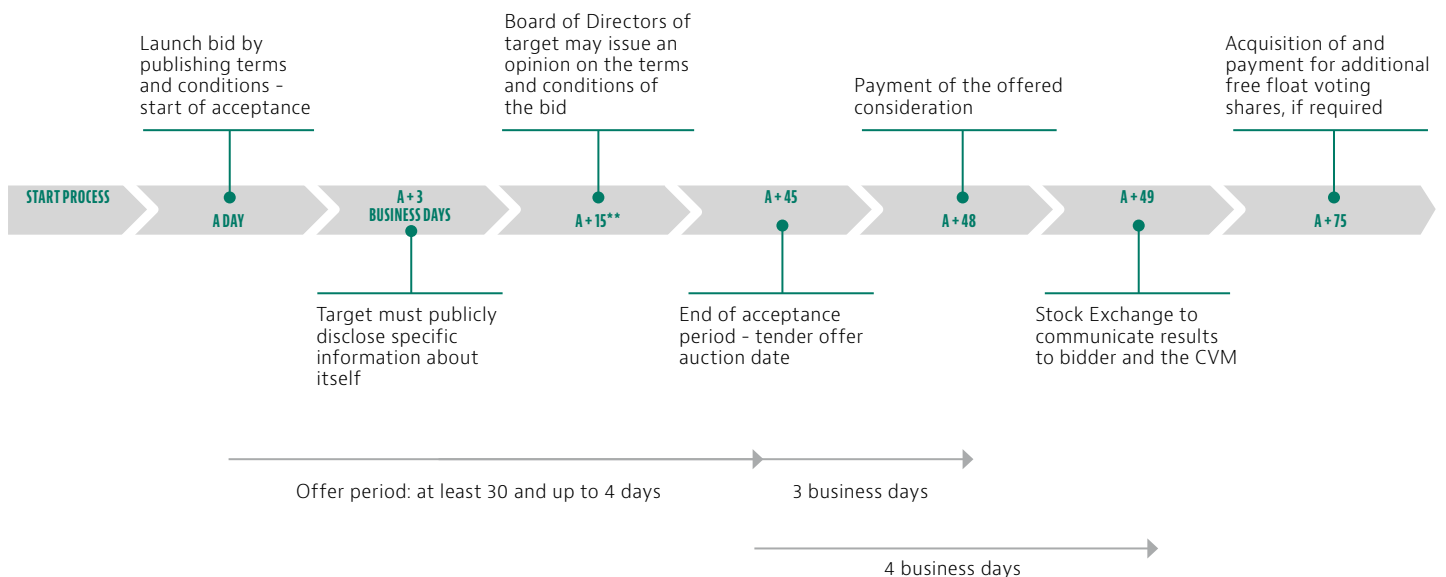 Launch bid by
publishing terms
and conditions -
start of acceptance
Board of Directors of
target may issue an
opinion on the terms
and conditions of
the bid
Payment of the offered
consideration
Acquisition of and
payment for additional
free float voting
shares, if required
START PROCESS
A DAY
A + 3
BUSINESS DAYS
A + 15**
A + 45
A + 48
A + 49
A + 75
Target must publicly
disclose specific
information about
itself
End of acceptance
period - tender offer
auction date
Stock Exchange to
communicate results
to bidder and the CVM
Offer period: at least 30 and up to 4 days
3 business days
4 business days